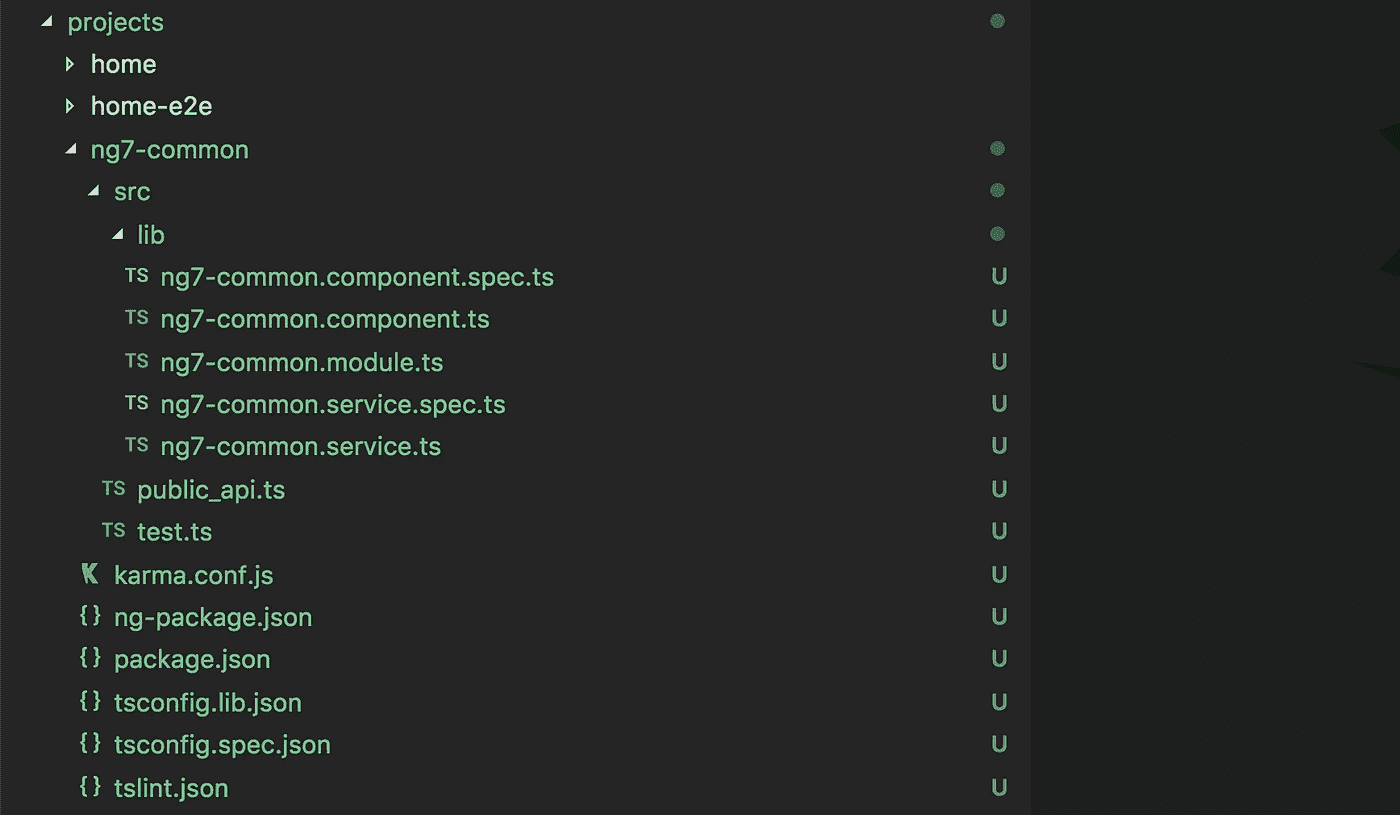 projects
home
home-e2e
ng7-common
src
lib
TS ng7-common.component.spec.ts U
TS ng7-common.component.ts U
TS ng7-common.module.ts U
TS ng7-common.service.spec.ts U
TS ng7-common.service.ts U
TS public_api.ts U
TS test.ts U
K karma.conf.js U
{} ng-package.json U
{} package.json U
{} tsconfig.lib.json U
{} tsconfig.spec.json U
{} tslint.json U